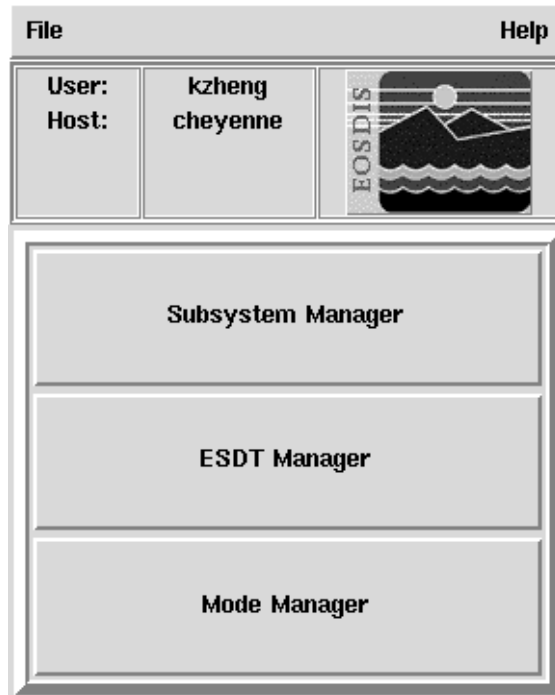 File Help
User: kzheng
Host: cheyenne
EOSDIS
Subsystem Manager
ESDT Manager
Mode Manager